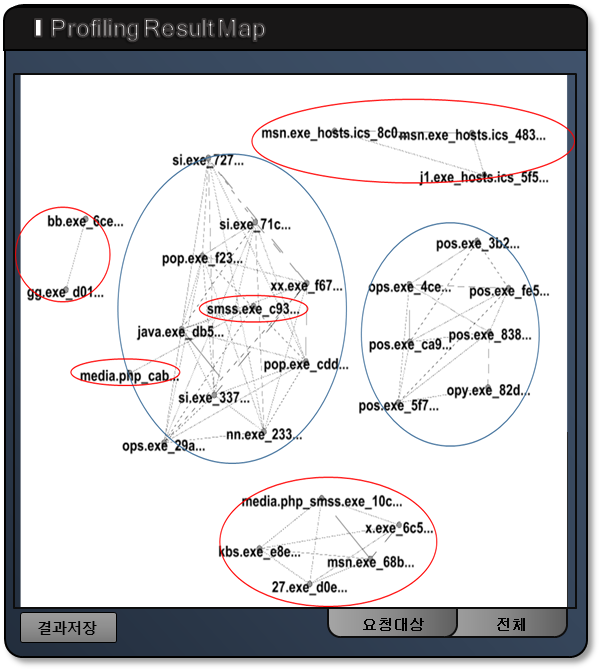 Profiling Result Map
msn.exe_hosts.ics_8c0...
msn.exe_hosts.ics_483...
j1.exe_hosts.ics_5f5...
si.exe_727...
bb.exe_6ce...
si.exe_71c...
pos.exe_3b2...
pop.exe_f23...
gg.exe_d01...
xx.exe_f67...
ops.exe_4ce...
pos.exe_fe5...
smss.exe_c93...
java.exe_db5...
pos.exe_838...
pos.exe_ca9...
media.php_cab...
pop.exe_cdd...
si.exe_337...
opy.exe_82d...
pos.exe_5f7...
nn.exe_233...
ops.exe_29a...
media.php_smss.exe_10c...
x.exe_6c5...
kbs.exe_e8e...
msn.exe_68b...
27.exe_d0e...
결과저장
요청대상
전체